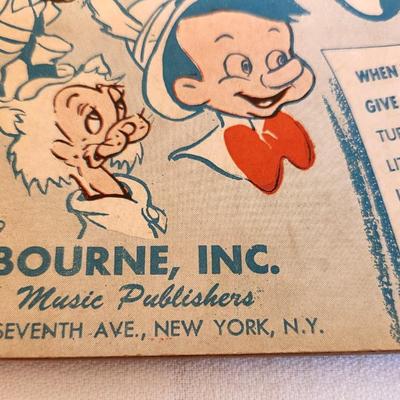 WHEN
GIVE
BOURNE, INC.
Music Publishers
SEVENTH AVE., NEW YORK, N.Y.